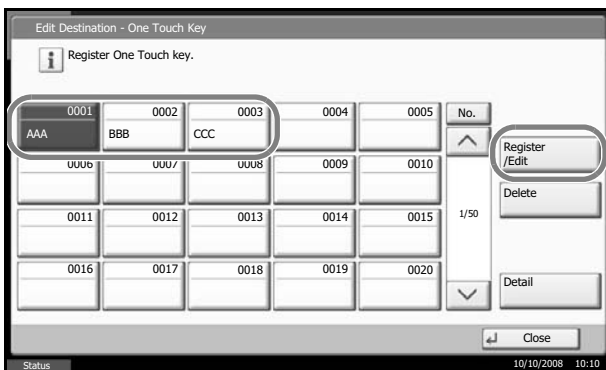 Edit Destination - One Touch Key
i Register One Touch key.
0001 0002 0003 0004 0005 No.
AAA BBB CCC
Register
/Edit
0006 0007 0008 0009 0010
Delete
0011 0012 0013 0014 0015 1/50
0016 0017 0018 0019 0020
Detail
Close
Status 10/10/2008 10:10